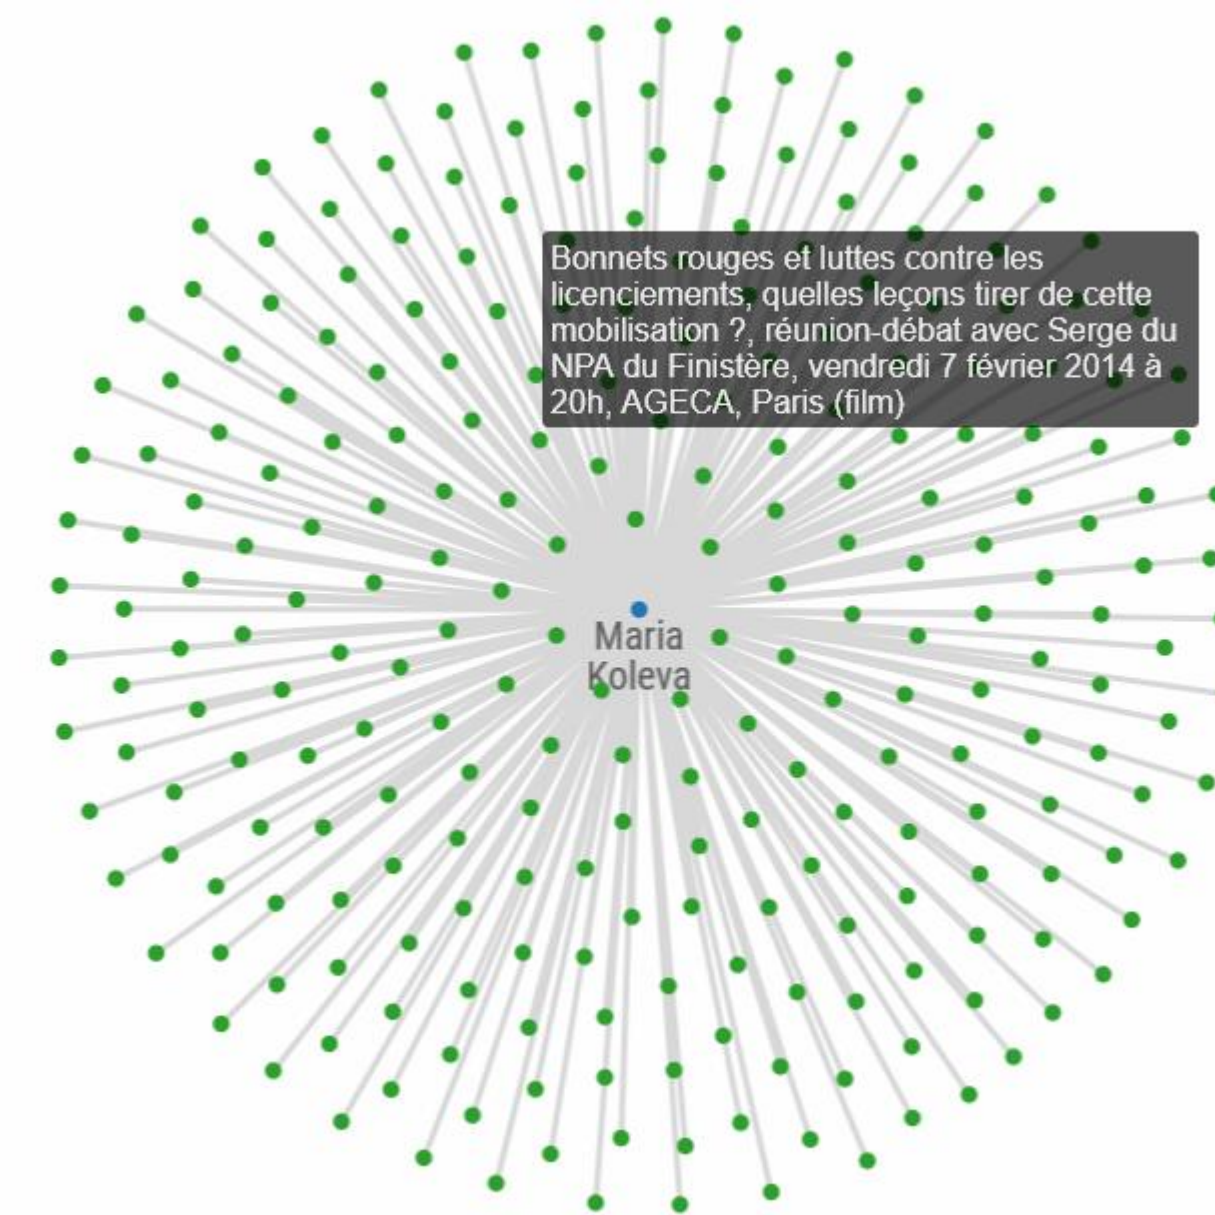 Bonnets rouges et luttes contre les
licenciements, quelles leçons tirer de cette
mobilisation ?, réunion-débat avec Serge du
NPA du Finistère, vendredi 7 février 2014 à
20h, AGECA, Paris (film)
Maria
Koleva